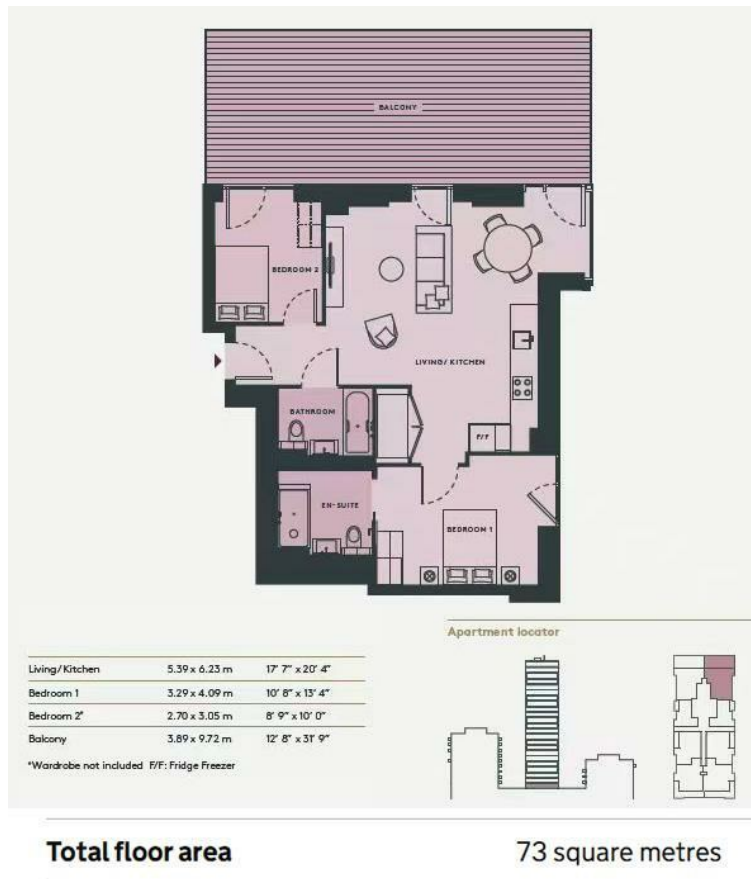 BALCONY
BEDROOM 2
LIVING/ KITCHEN
BATHROOM
F/F
EN-SUITE
BEDROOM 1
Apartment locator
Living/Kitchen 5.39 x 6.23 m 17' 7" x 20' 4"
Bedroom 1 3.29 x 4.09 m 10' 8" x 13' 4"
Bedroom 2* 2.70 x 3.05 m 8' 9" x 10' 0"
Balcony 3.89 x 9.72 m 12' 8" x 31' 9"
*Wardrobe not included F/F: Fridge Freezer
Total floor area 73 square metres